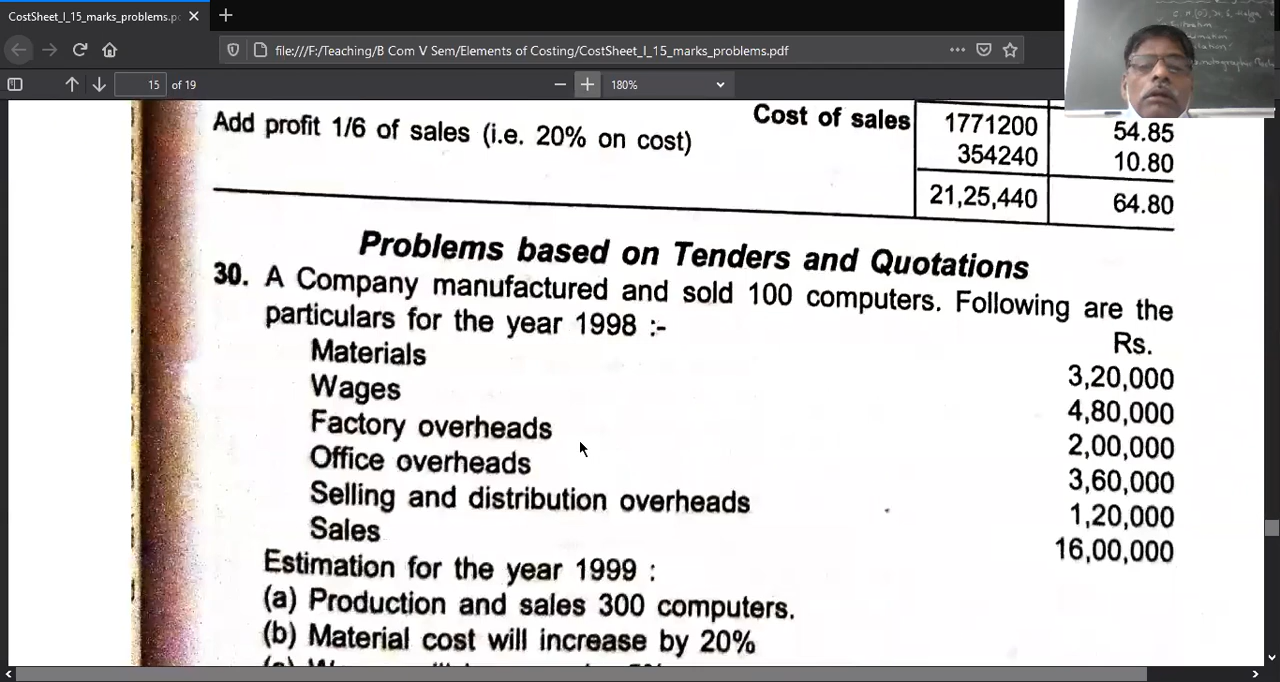 CostSheet_I_15_marks_problems.pd
file:///F:/Teaching/B Com V Sem/Elements of Costing/CostSheet_I_15_marks_problems.pdf
15 of 19
180%
Cost of sales 1771200 54.85
Add profit 1/6 of sales (i.e. 20% on cost) 354240 10.80
21,25,440 64.80
Problems based on Tenders and Quotations
30. A Company manufactured and sold 100 computers. Following are the
particulars for the year 1998 :-
Rs.
Materials 3,20,000
Wages 4,80,000
Factory overheads 2,00,000
Office overheads 3,60,000
Selling and distribution overheads 1,20,000
Sales 16,00,000
Estimation for the year 1999 :
(a) Production and sales 300 computers.
(b) Material cost will increase by 20%